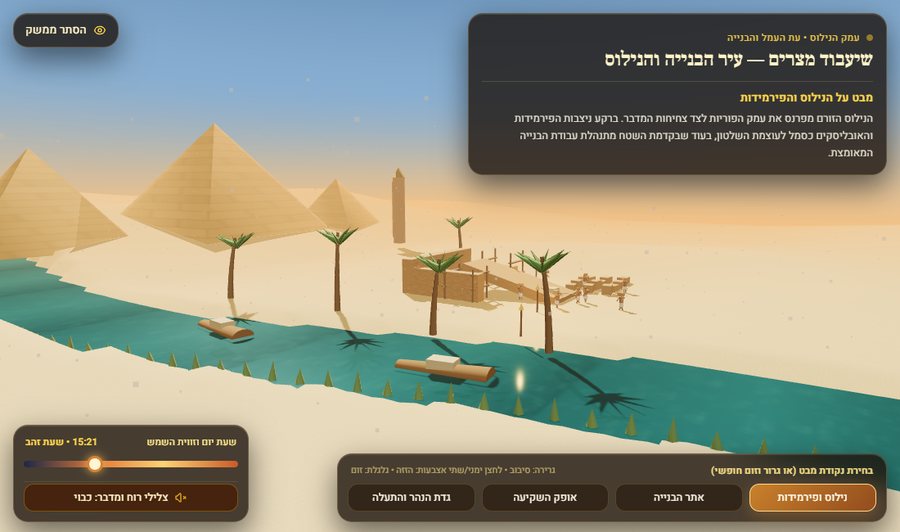 הסתר ממשק
עמק הנילוס • עת העמל והבנייה
שיעבוד מצרים — עיר הבנייה והנילוס
מבט על הנילוס והפירמידות
הנילוס הזורם מפרנס את עמק הפוריות לצד צחיחות המדבר. ברקע ניצבות הפירמידות
והאובליסקים כסמל לעוצמת השלטון, בעוד שבקדמת השטח מתנהלת עבודת הבנייה
המאומצת.
שעת יום וזווית השמש
15:21 • שעת זהב
צלילי רוח ומדבר: כבוי
בחירת נקודת מבט (או גרור וזום חופשי)
גרירה: סיבוב • לחצן ימני/שתי אצבעות: הזזה • גלגלת: זום
נילוס ופירמידות
אתר הבנייה
אופק השקיעה
גדת הנהר והתעלה